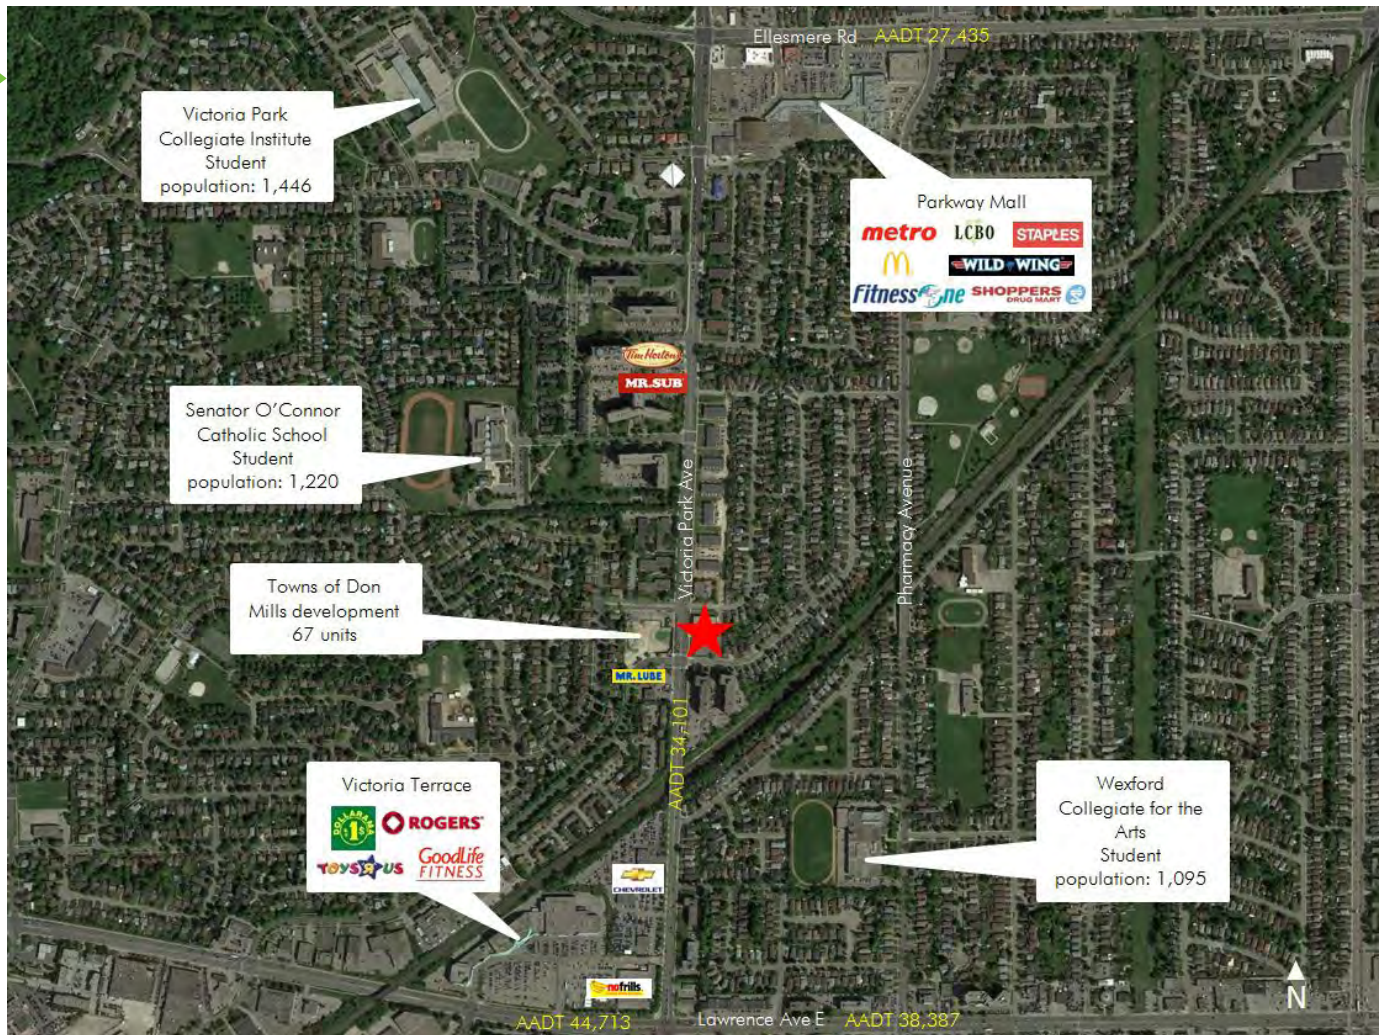 Ellesmere Rd AADT 27,435
Victoria Park
Collegiate Institute
Student
population: 1,446
Parkway Mall
metro LCBO STAPLES
WILD WING
Fitness One SHOPPERS
DRUG MART
Tim Hortons
MR.SUB
Senator O'Connor
Catholic School
Student
population: 1,220
Victoria Park Ave
Pharmacy Avenue
Towns of Don
Mills development
67 units
MR. LUBE
AADT 34,101
Victoria Terrace
DOLLARAMA
$1$
ROGERS
TOYS R US
GoodLife
FITNESS
CHEVROLET
Wexford
Collegiate for the
Arts
Student
population: 1,095
nofrills
N
AADT 44,713
Lawrence Ave E AADT 38,387